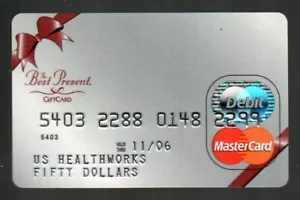 The
Best Present
GIFTCARD
Debit
5403 2288 0148 2299
5403
VALID
THRU 11/06
MasterCard
US HEALTHWORKS
FIFTY DOLLARS